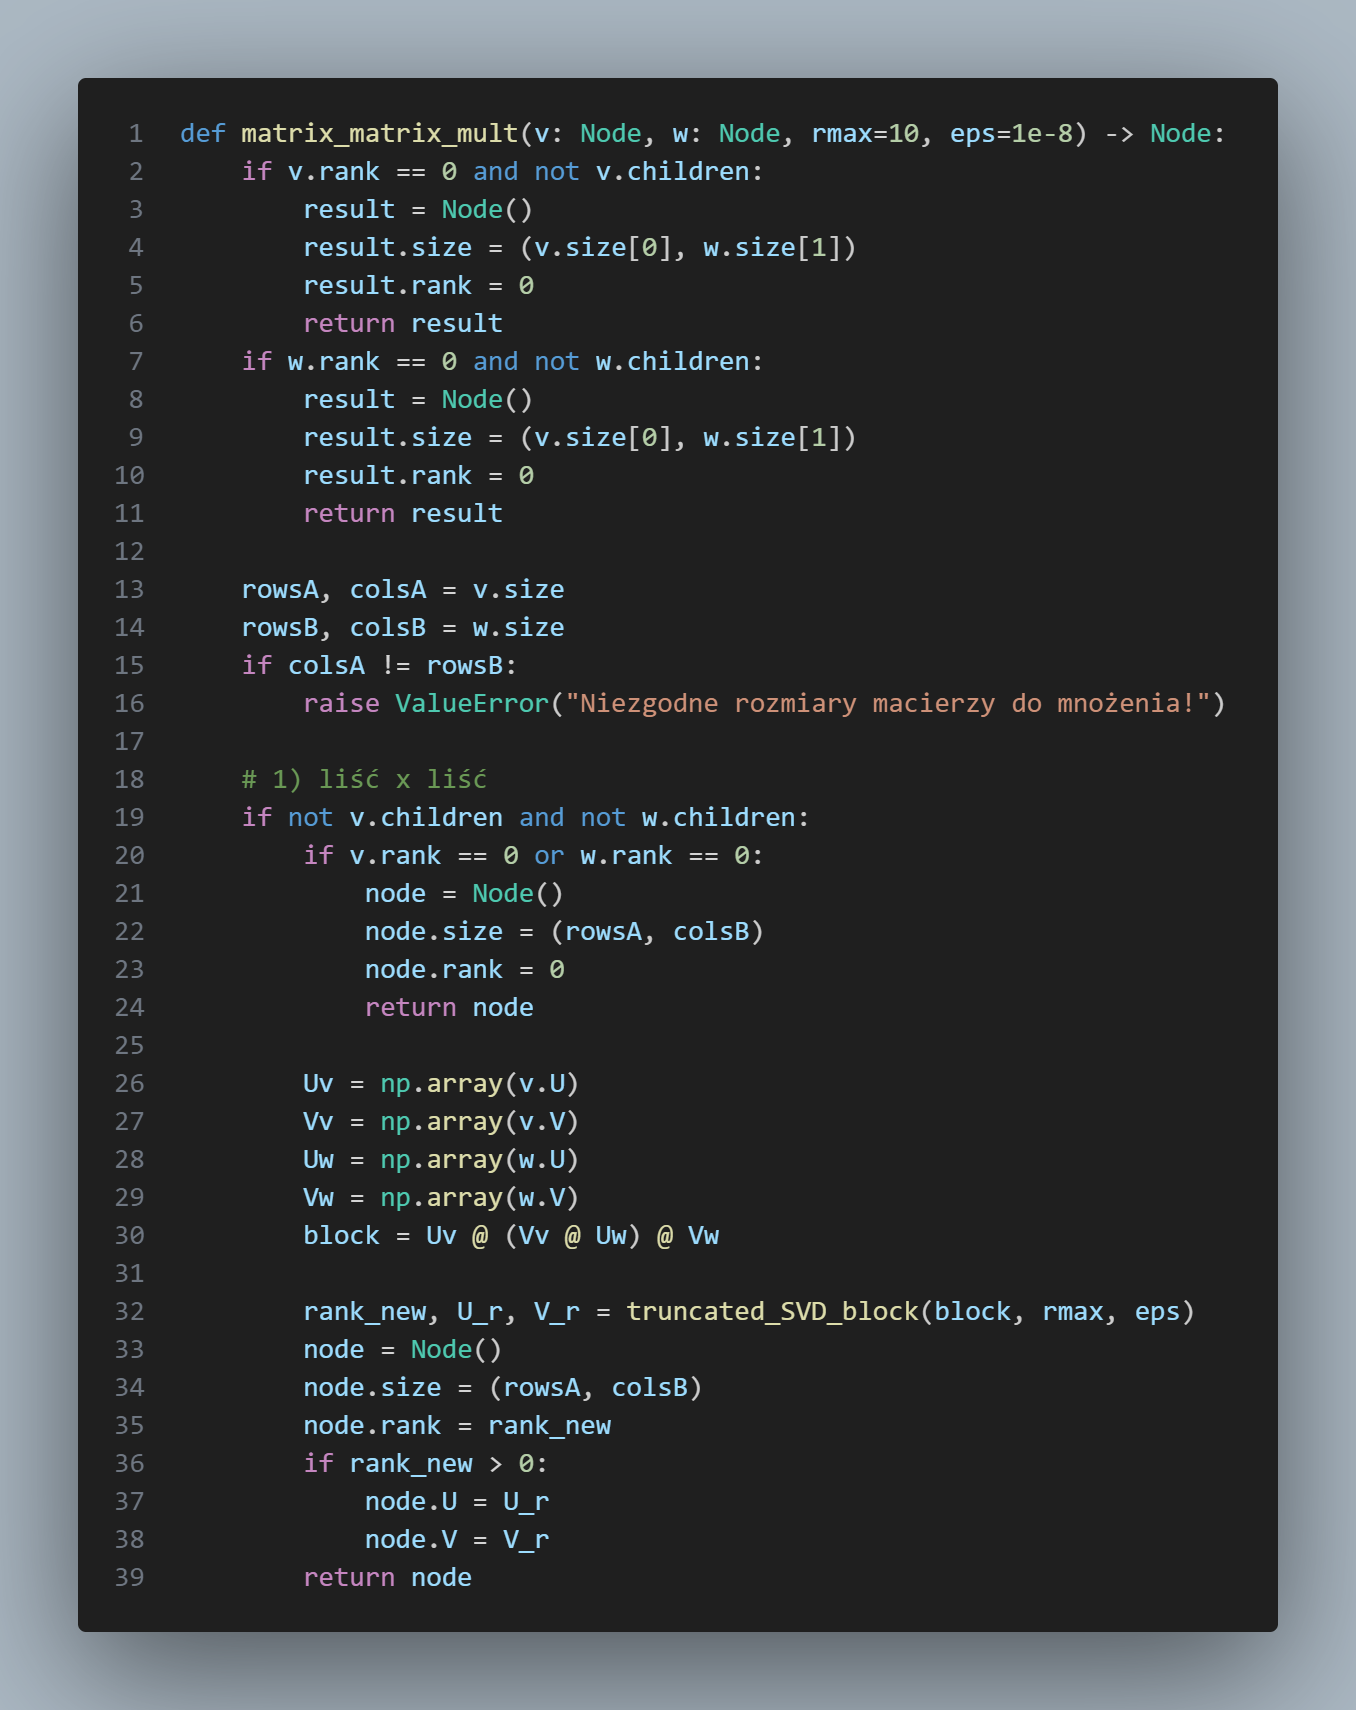 1 def matrix_matrix_mult(v: Node, w: Node, rmax=10, eps=1e-8) -> Node:
2     if v.rank == 0 and not v.children:
3         result = Node()
4         result.size = (v.size[0], w.size[1])
5         result.rank = 0
6         return result
7     if w.rank == 0 and not w.children:
8         result = Node()
9         result.size = (v.size[0], w.size[1])
10         result.rank = 0
11         return result
12
13     rowsA, colsA = v.size
14     rowsB, colsB = w.size
15     if colsA != rowsB:
16         raise ValueError("Niezgodne rozmiary macierzy do mnożenia!")
17
18     # 1) liść x liść
19     if not v.children and not w.children:
20         if v.rank == 0 or w.rank == 0:
21             node = Node()
22             node.size = (rowsA, colsB)
23             node.rank = 0
24             return node
25
26         Uv = np.array(v.U)
27         Vv = np.array(v.V)
28         Uw = np.array(w.U)
29         Vw = np.array(w.V)
30         block = Uv @ (Vv @ Uw) @ Vw
31
32         rank_new, U_r, V_r = truncated_SVD_block(block, rmax, eps)
33         node = Node()
34         node.size = (rowsA, colsB)
35         node.rank = rank_new
36         if rank_new > 0:
37             node.U = U_r
38             node.V = V_r
39         return node